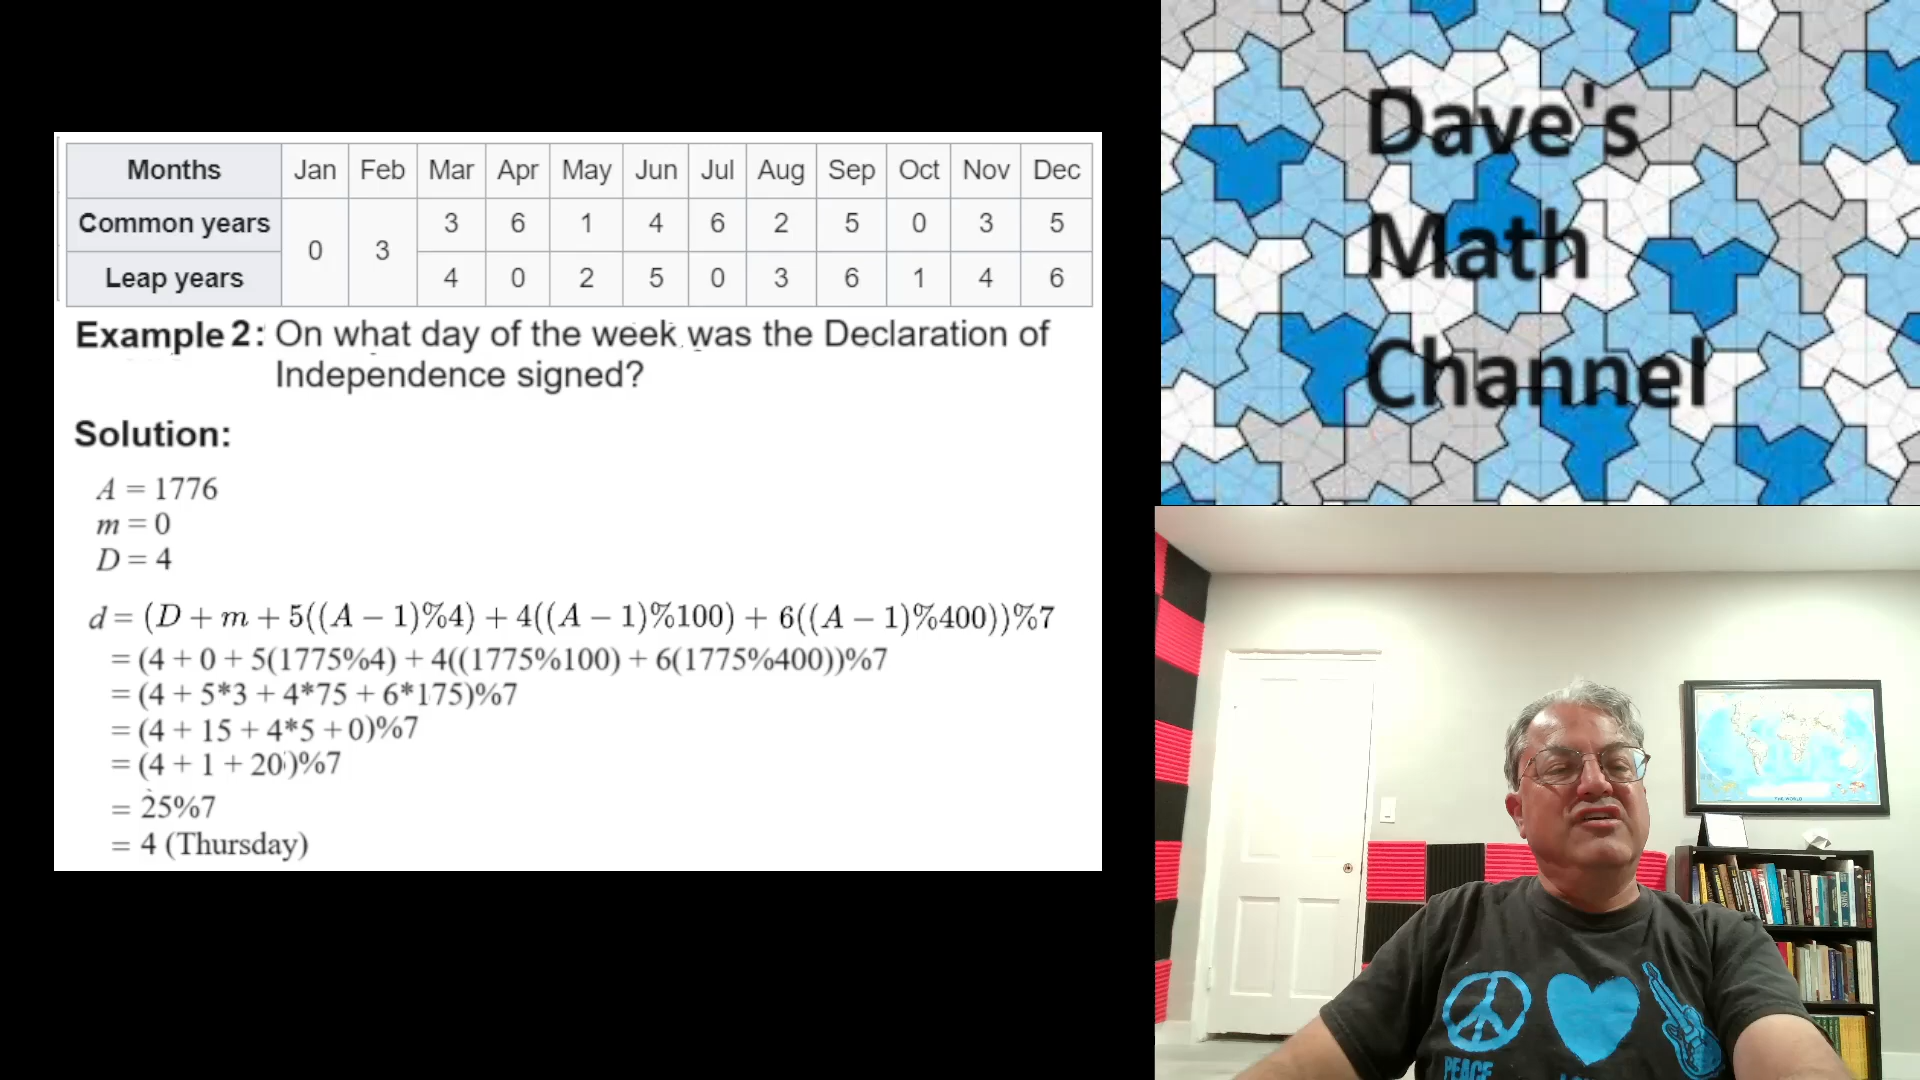 Months Jan Feb Mar Apr May Jun Jul Aug Sep Oct Nov Dec
Common years 0 3 3 6 1 4 6 2 5 0 3 5
Leap years 4 0 2 5 0 3 6 1 4 6
Example 2: On what day of the week was the Declaration of
Independence signed?
Solution:
A = 1776
m = 0
D = 4
d = (D + m + 5((A − 1)%4) + 4((A − 1)%100) + 6((A − 1)%400))%7
= (4 + 0 + 5(1775%4) + 4((1775%100) + 6(1775%400))%7
= (4 + 5*3 + 4*75 + 6*175)%7
= (4 + 15 + 4*5 + 0)%7
= (4 + 1 + 20)%7
= 25%7
= 4 (Thursday)
Dave's
Math
Channel
THE WORLD
PEACE